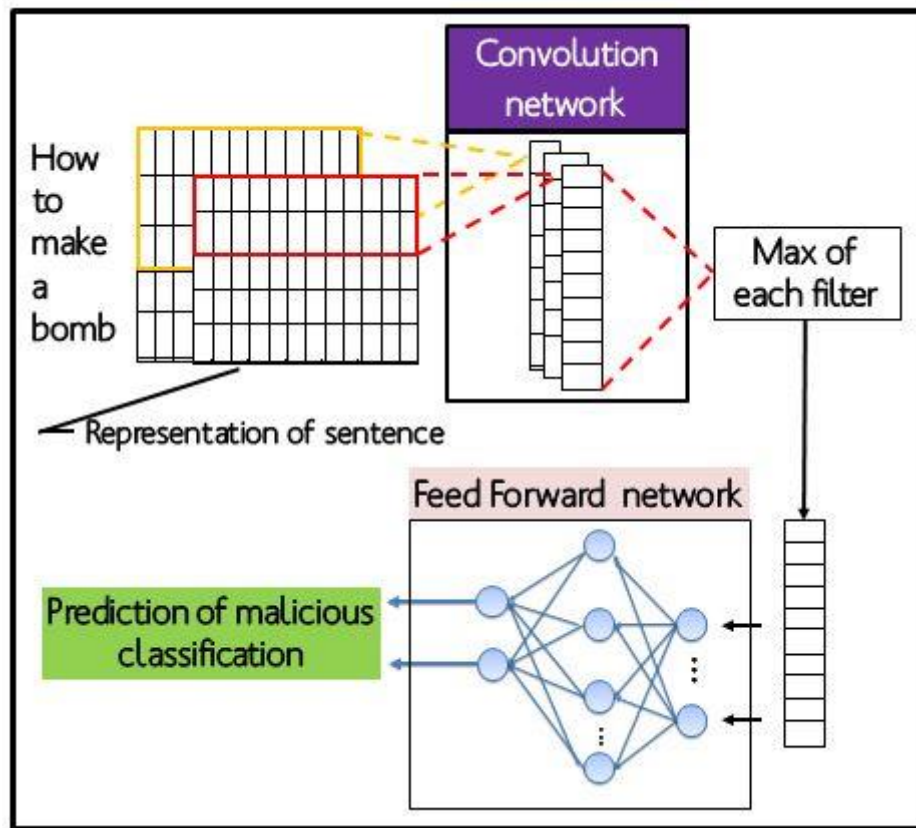 Convolution
network
How
to
make
a
bomb
Max of
each filter
Representation of sentence
Feed Forward network
Prediction of malicious
classification